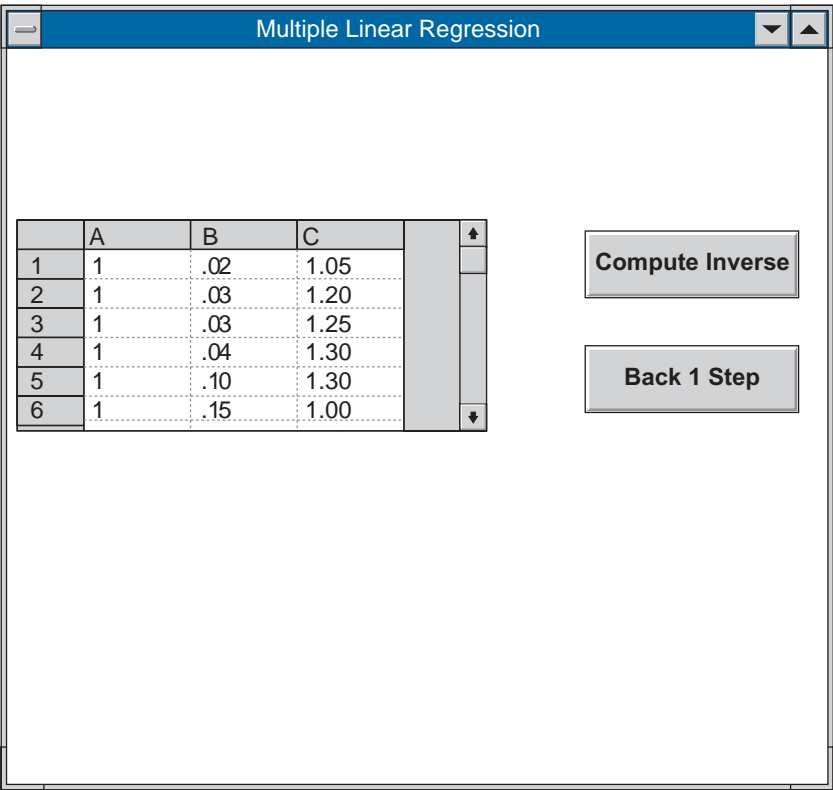 Multiple Linear Regression
A B C
1 1 .02 1.05
2 1 .03 1.20
3 1 .03 1.25
4 1 .04 1.30
5 1 .10 1.30
6 1 .15 1.00
Compute Inverse
Back 1 Step